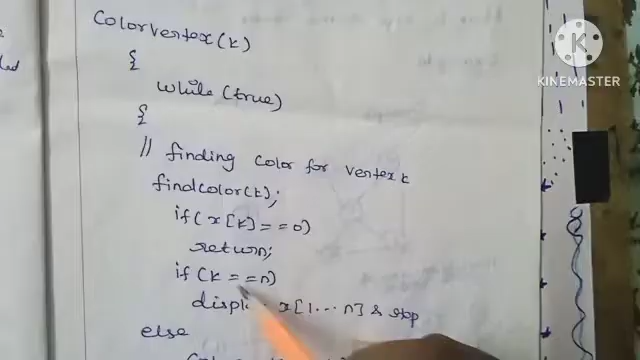 Colorvertex(k)
{
while(true)
{
// finding Color for vertex k
findcolor(k);
if( x[k]==0)
return;
if (k==n)
x[1...n] & stop
else
K
KINEMASTER